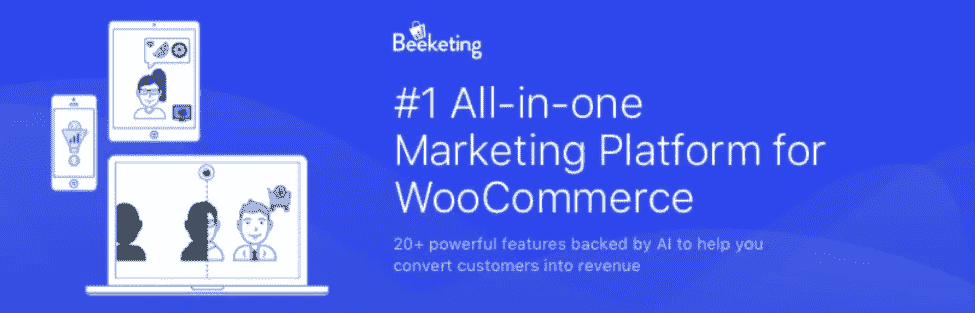 Beeketing
#1 All-in-one
Marketing Platform for
WooCommerce
20+ powerful features backed by AI to help you
convert customers into revenue